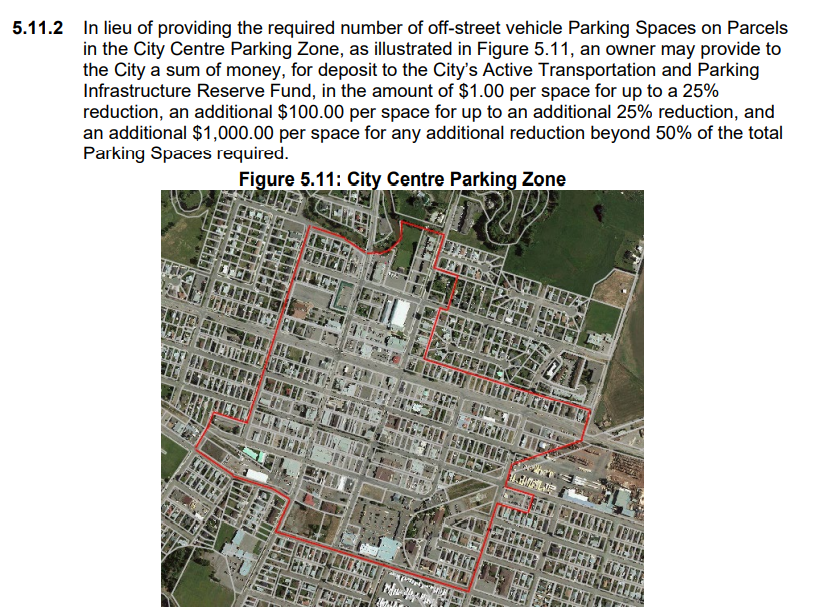 5.11.2 In lieu of providing the required number of off-street vehicle Parking Spaces on Parcels
in the City Centre Parking Zone, as illustrated in Figure 5.11, an owner may provide to
the City a sum of money, for deposit to the City's Active Transportation and Parking
Infrastructure Reserve Fund, in the amount of $1.00 per space for up to a 25%
reduction, an additional $100.00 per space for up to an additional 25% reduction, and
an additional $1,000.00 per space for any additional reduction beyond 50% of the total
Parking Spaces required.
Figure 5.11: City Centre Parking Zone